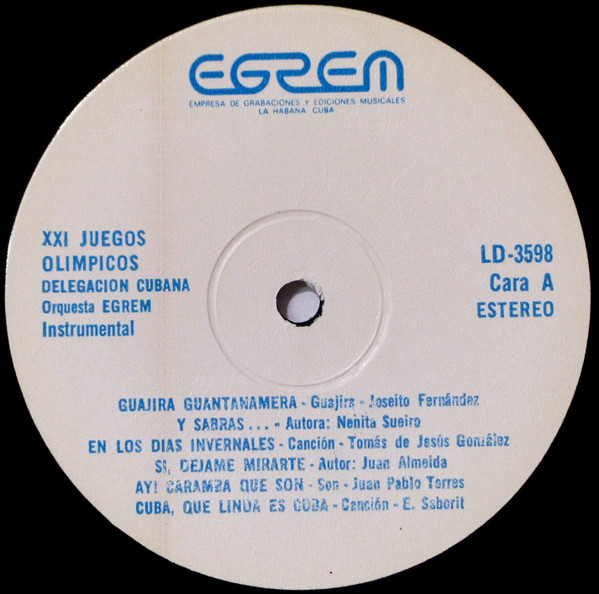 EGREM
EMPRESA DE GRABACIONES Y EDICIONES MUSICALES
LA HABANA CUBA
XXI JUEGOS
OLIMPICOS
DELEGACION CUBANA
Orquesta EGREM
Instrumental
LD-3598
Cara A
ESTEREO
GUAJIRA GUANTANAMERA - Guajira - Joseito Fernández
Y SABRAS... - Autora: Nenita Sueiro
EN LOS DIAS INVERNALES - Canción - Tomás de Jesús González
SI, DEJAME MIRARTE - Autor: Juan Almeida
AY! CARAMBA QUE SON - Son - Juan Pablo Torres
CUBA, QUE LINDA ES CUBA - Canción - E. Saborit